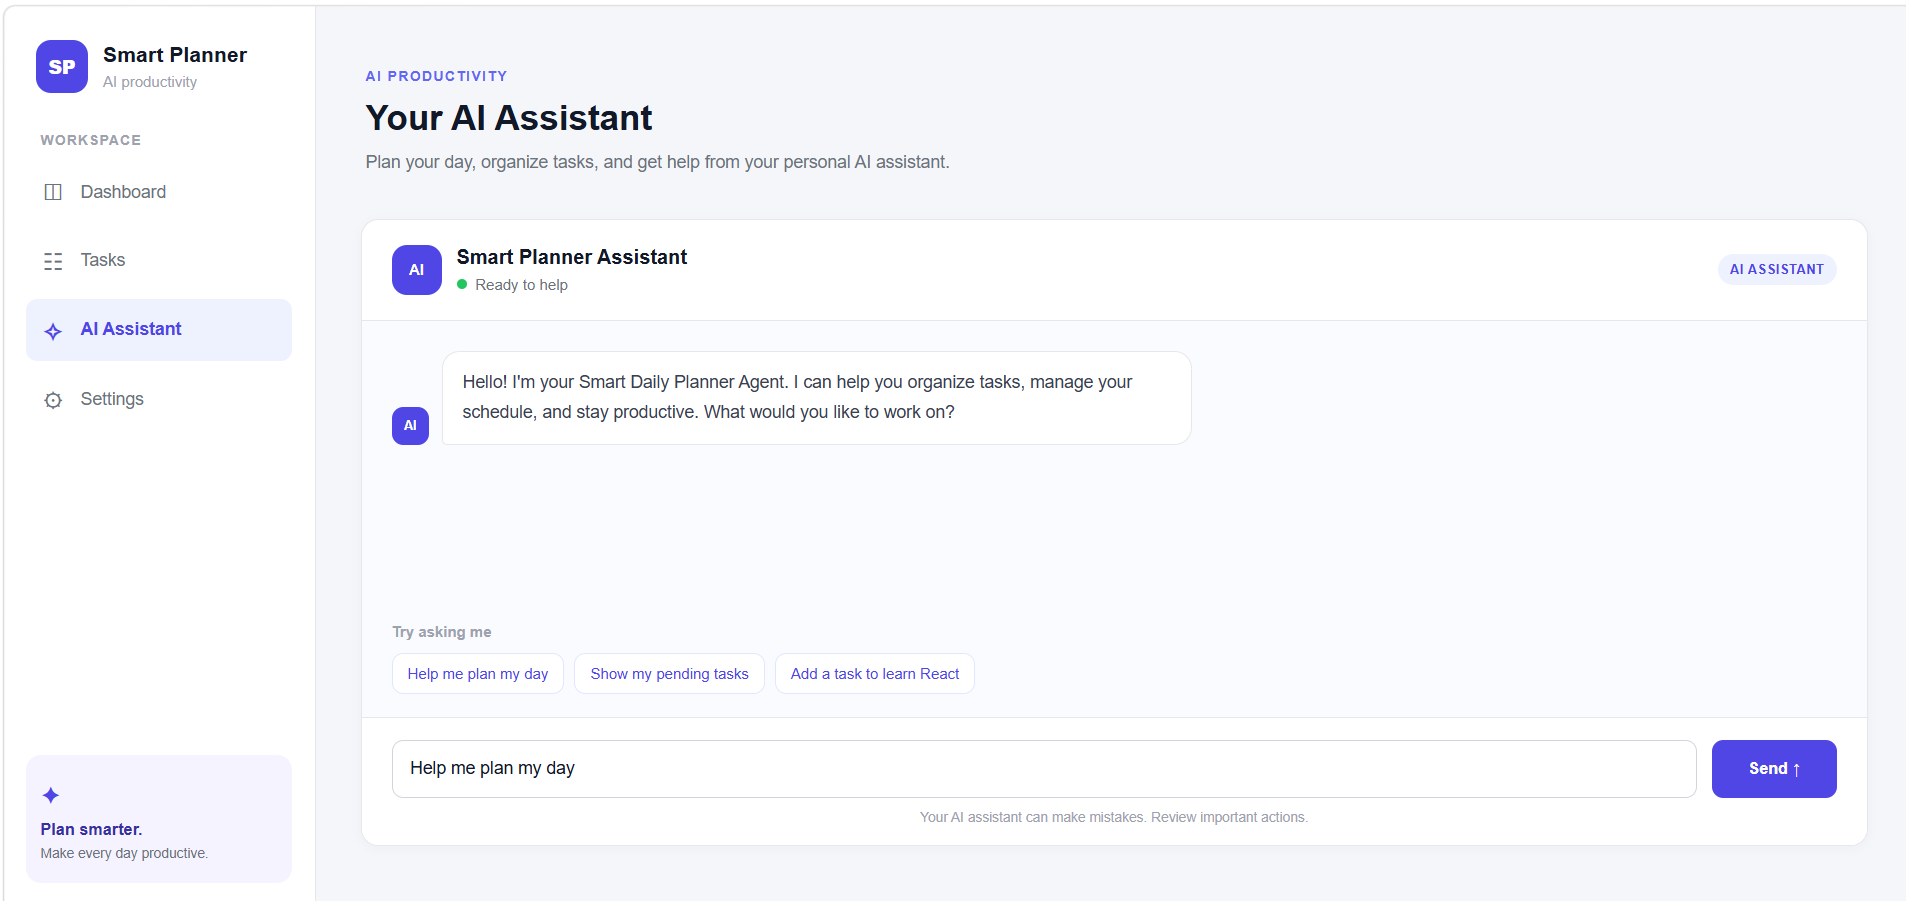 SP
Smart Planner
AI productivity
WORKSPACE
Dashboard
Tasks
AI Assistant
Settings
Plan smarter.
Make every day productive.
AI PRODUCTIVITY
Your AI Assistant
Plan your day, organize tasks, and get help from your personal AI assistant.
AI
Smart Planner Assistant
Ready to help
AI ASSISTANT
Hello! I'm your Smart Daily Planner Agent. I can help you organize tasks, manage your
schedule, and stay productive. What would you like to work on?
AI
Try asking me
Help me plan my day
Show my pending tasks
Add a task to learn React
Help me plan my day
Send ↑
Your AI assistant can make mistakes. Review important actions.